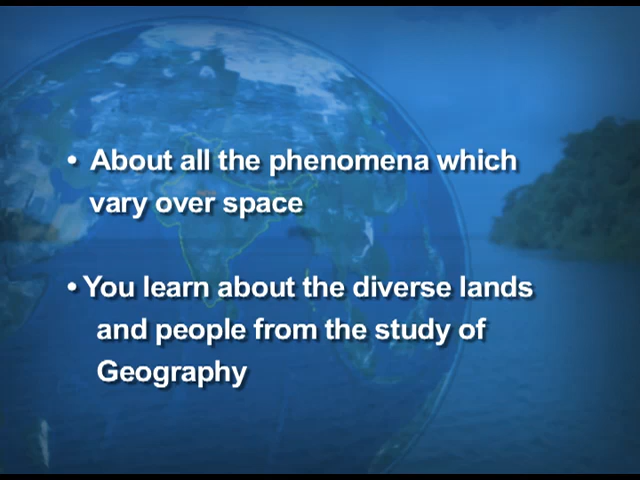 • About all the phenomena which
vary over space
• You learn about the diverse lands
and people from the study of
Geography